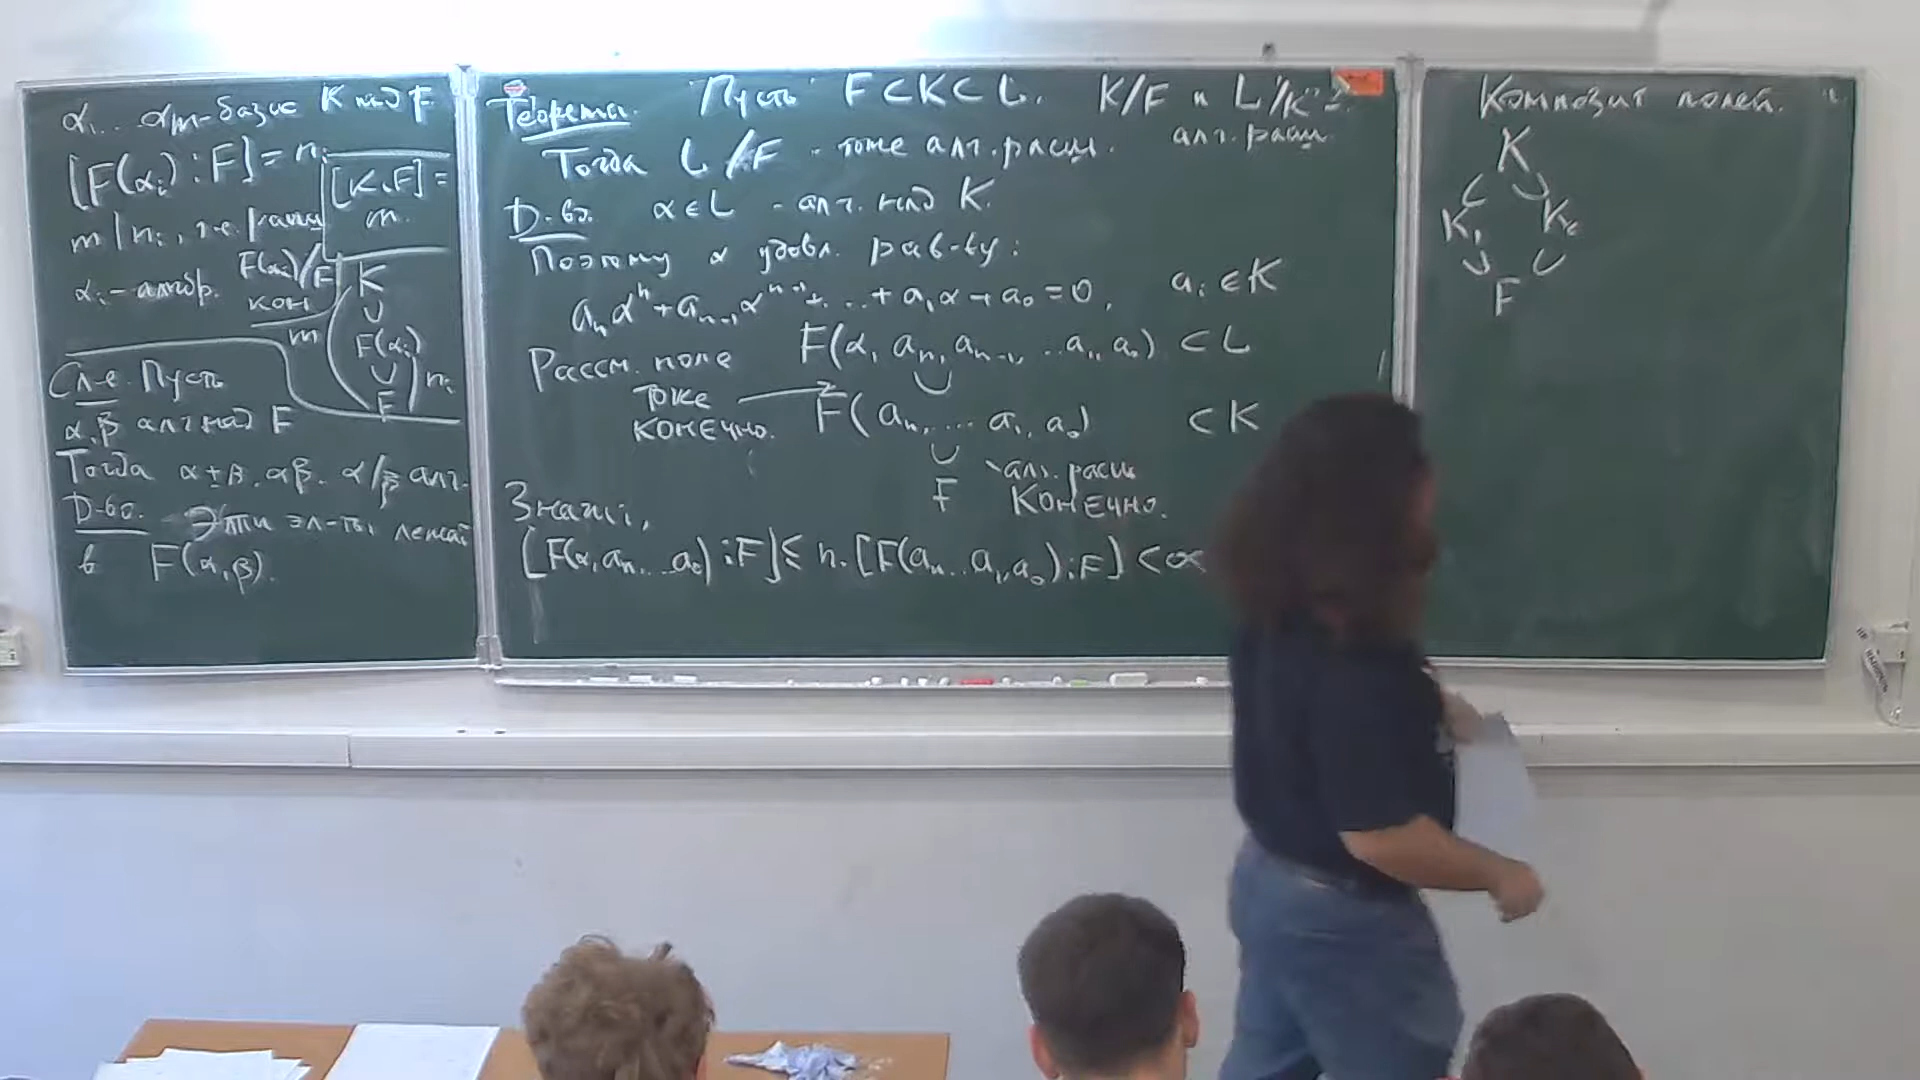 α₁ ... αm - базис K над F
[F(αᵢ) : F] = nᵢ
[K:F] = m.
m | nᵢ, т.е. расш
F(αᵢ)/F кон
αᵢ - алгебр.
K
∪
F(αᵢ)
∪
F
m
nᵢ
Сл-е. Пусть
α, β алг над F
Тогда α ± β, αβ, α/β алг.
Д-во. Эти эл-ты лежат
в F(α, β).
Теорема. Пусть F ⊂ K ⊂ L. K/F и L/K -
алг. расш.
Тогда L/F - тоже алг. расш.
Д-во. α ∈ L - алг. над K.
Поэтому α удовл. рав-ву:
aₙαⁿ + aₙ₋₁αⁿ⁻¹ + ... + a₁α + a₀ = 0, aᵢ ∈ K
Рассм. поле F(α, aₙ, aₙ₋₁, ... a₁, a₀) ⊂ L
∪
тоже конечно.
F(aₙ, ... a₁, a₀) ⊂ K
∪
F
алг. расш
конечно.
Значит,
[F(α, aₙ ... a₀) : F] ≤ n · [F(aₙ ... a₁, a₀) : F] < ∞
Композит полей.
K
K₁ K₂
F